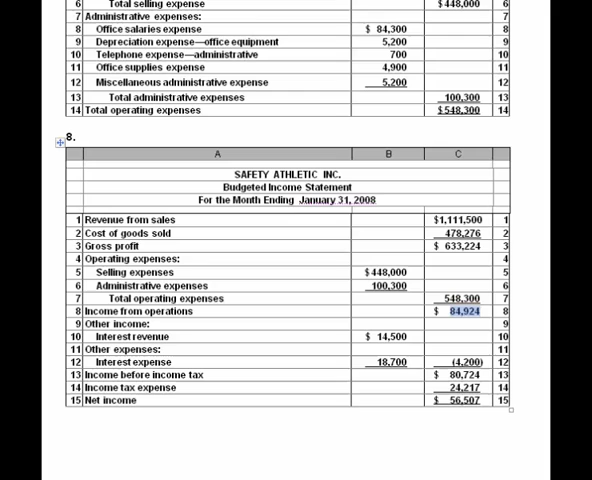 6 Total selling expense $448,000 6
7 Administrative expenses: 7
8 Office salaries expense $ 84,300 8
9 Depreciation expense—office equipment 5,200 9
10 Telephone expense—administrative 700 10
11 Office supplies expense 4,900 11
12 Miscellaneous administrative expense 5,200 12
13 Total administrative expenses 100,300 13
14 Total operating expenses $548,300 14
8.
A B C
SAFETY ATHLETIC INC.
Budgeted Income Statement
For the Month Ending January 31, 2008
1 Revenue from sales $1,111,500 1
2 Cost of goods sold 478,276 2
3 Gross profit $ 633,224 3
4 Operating expenses: 4
5 Selling expenses $448,000 5
6 Administrative expenses 100,300 6
7 Total operating expenses 548,300 7
8 Income from operations $ 84,924 8
9 Other income: 9
10 Interest revenue $ 14,500 10
11 Other expenses: 11
12 Interest expense 18,700 (4,200) 12
13 Income before income tax $ 80,724 13
14 Income tax expense 24,217 14
15 Net income $ 56,507 15